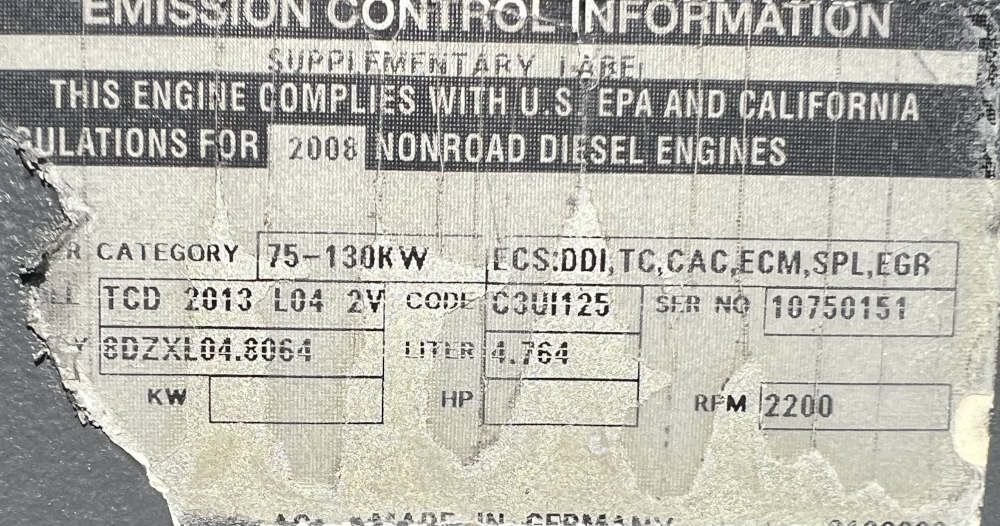 EMISSION CONTROL INFORMATION
SUPPLEMENTARY LABEL
THIS ENGINE COMPLIES WITH U.S. EPA AND CALIFORNIA
ULATIONS FOR 2008 NONROAD DIESEL ENGINES
R CATEGORY 75-130KW ECS:DDI,TC,CAC,ECM,SPL,EGR
TCD 2013 L04 2V CODE C3UI125 SER NO 10750151
Y 8DZXL04.8064 LITER 4.764
KW HP RPM 2200
MADE IN GERMANY